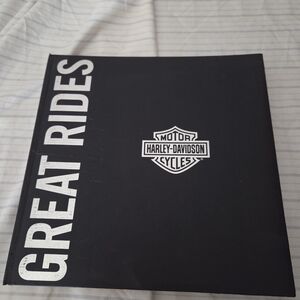 GREAT RIDES
MOTOR
HARLEY-DAVIDSON
CYCLES